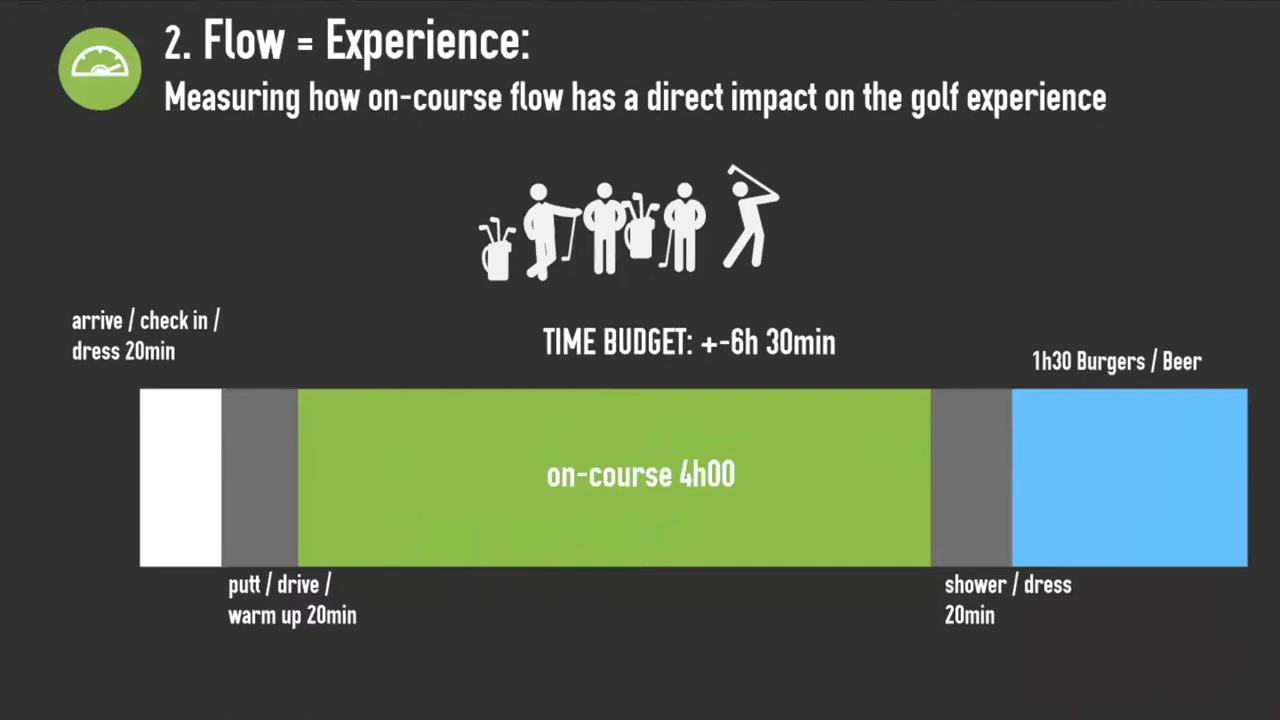 2. Flow = Experience:
Measuring how on-course flow has a direct impact on the golf experience
arrive / check in /
dress 20min
TIME BUDGET: +-6h 30min
1h30 Burgers / Beer
on-course 4h00
putt / drive /
warm up 20min
shower / dress
20min